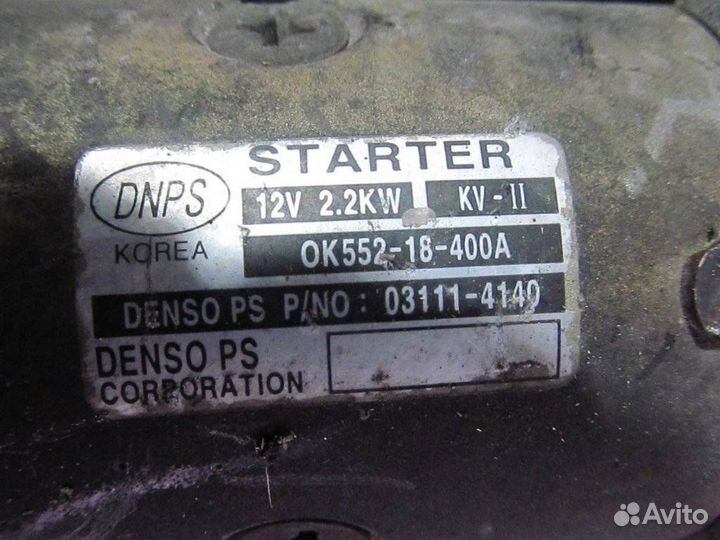 STARTER
DNPS
12V 2.2KW KV-II
KOREA
OK552-18-400A
DENSO PS P/NO: 03111-4140
DENSO PS
CORPORATION
Avito